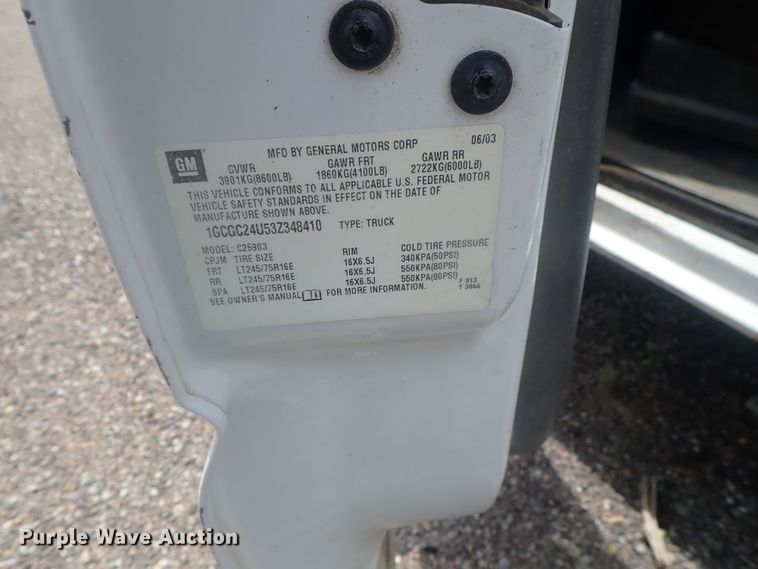 GM
MFD BY GENERAL MOTORS CORP 06/03
GVWR GAWR FRT GAWR RR
3901KG(8600LB) 1860KG(4100LB) 2722KG(6000LB)
THIS VEHICLE CONFORMS TO ALL APPLICABLE U.S. FEDERAL MOTOR
VEHICLE SAFETY STANDARDS IN EFFECT ON THE DATE OF
MANUFACTURE SHOWN ABOVE.
1GCGC24U53Z348410 TYPE: TRUCK
MODEL: C25903
CPJM TIRE SIZE RIM COLD TIRE PRESSURE
FRT LT245/75R16E 16X6.5J 340KPA(50PSI)
RR LT245/75R16E 16X6.5J 550KPA(80PSI)
SPA LT245/75R16E 16X6.5J 550KPA(80PSI)
SEE OWNER'S MANUAL FOR MORE INFORMATION.
F 913
T 3866
Purple Wave Auction